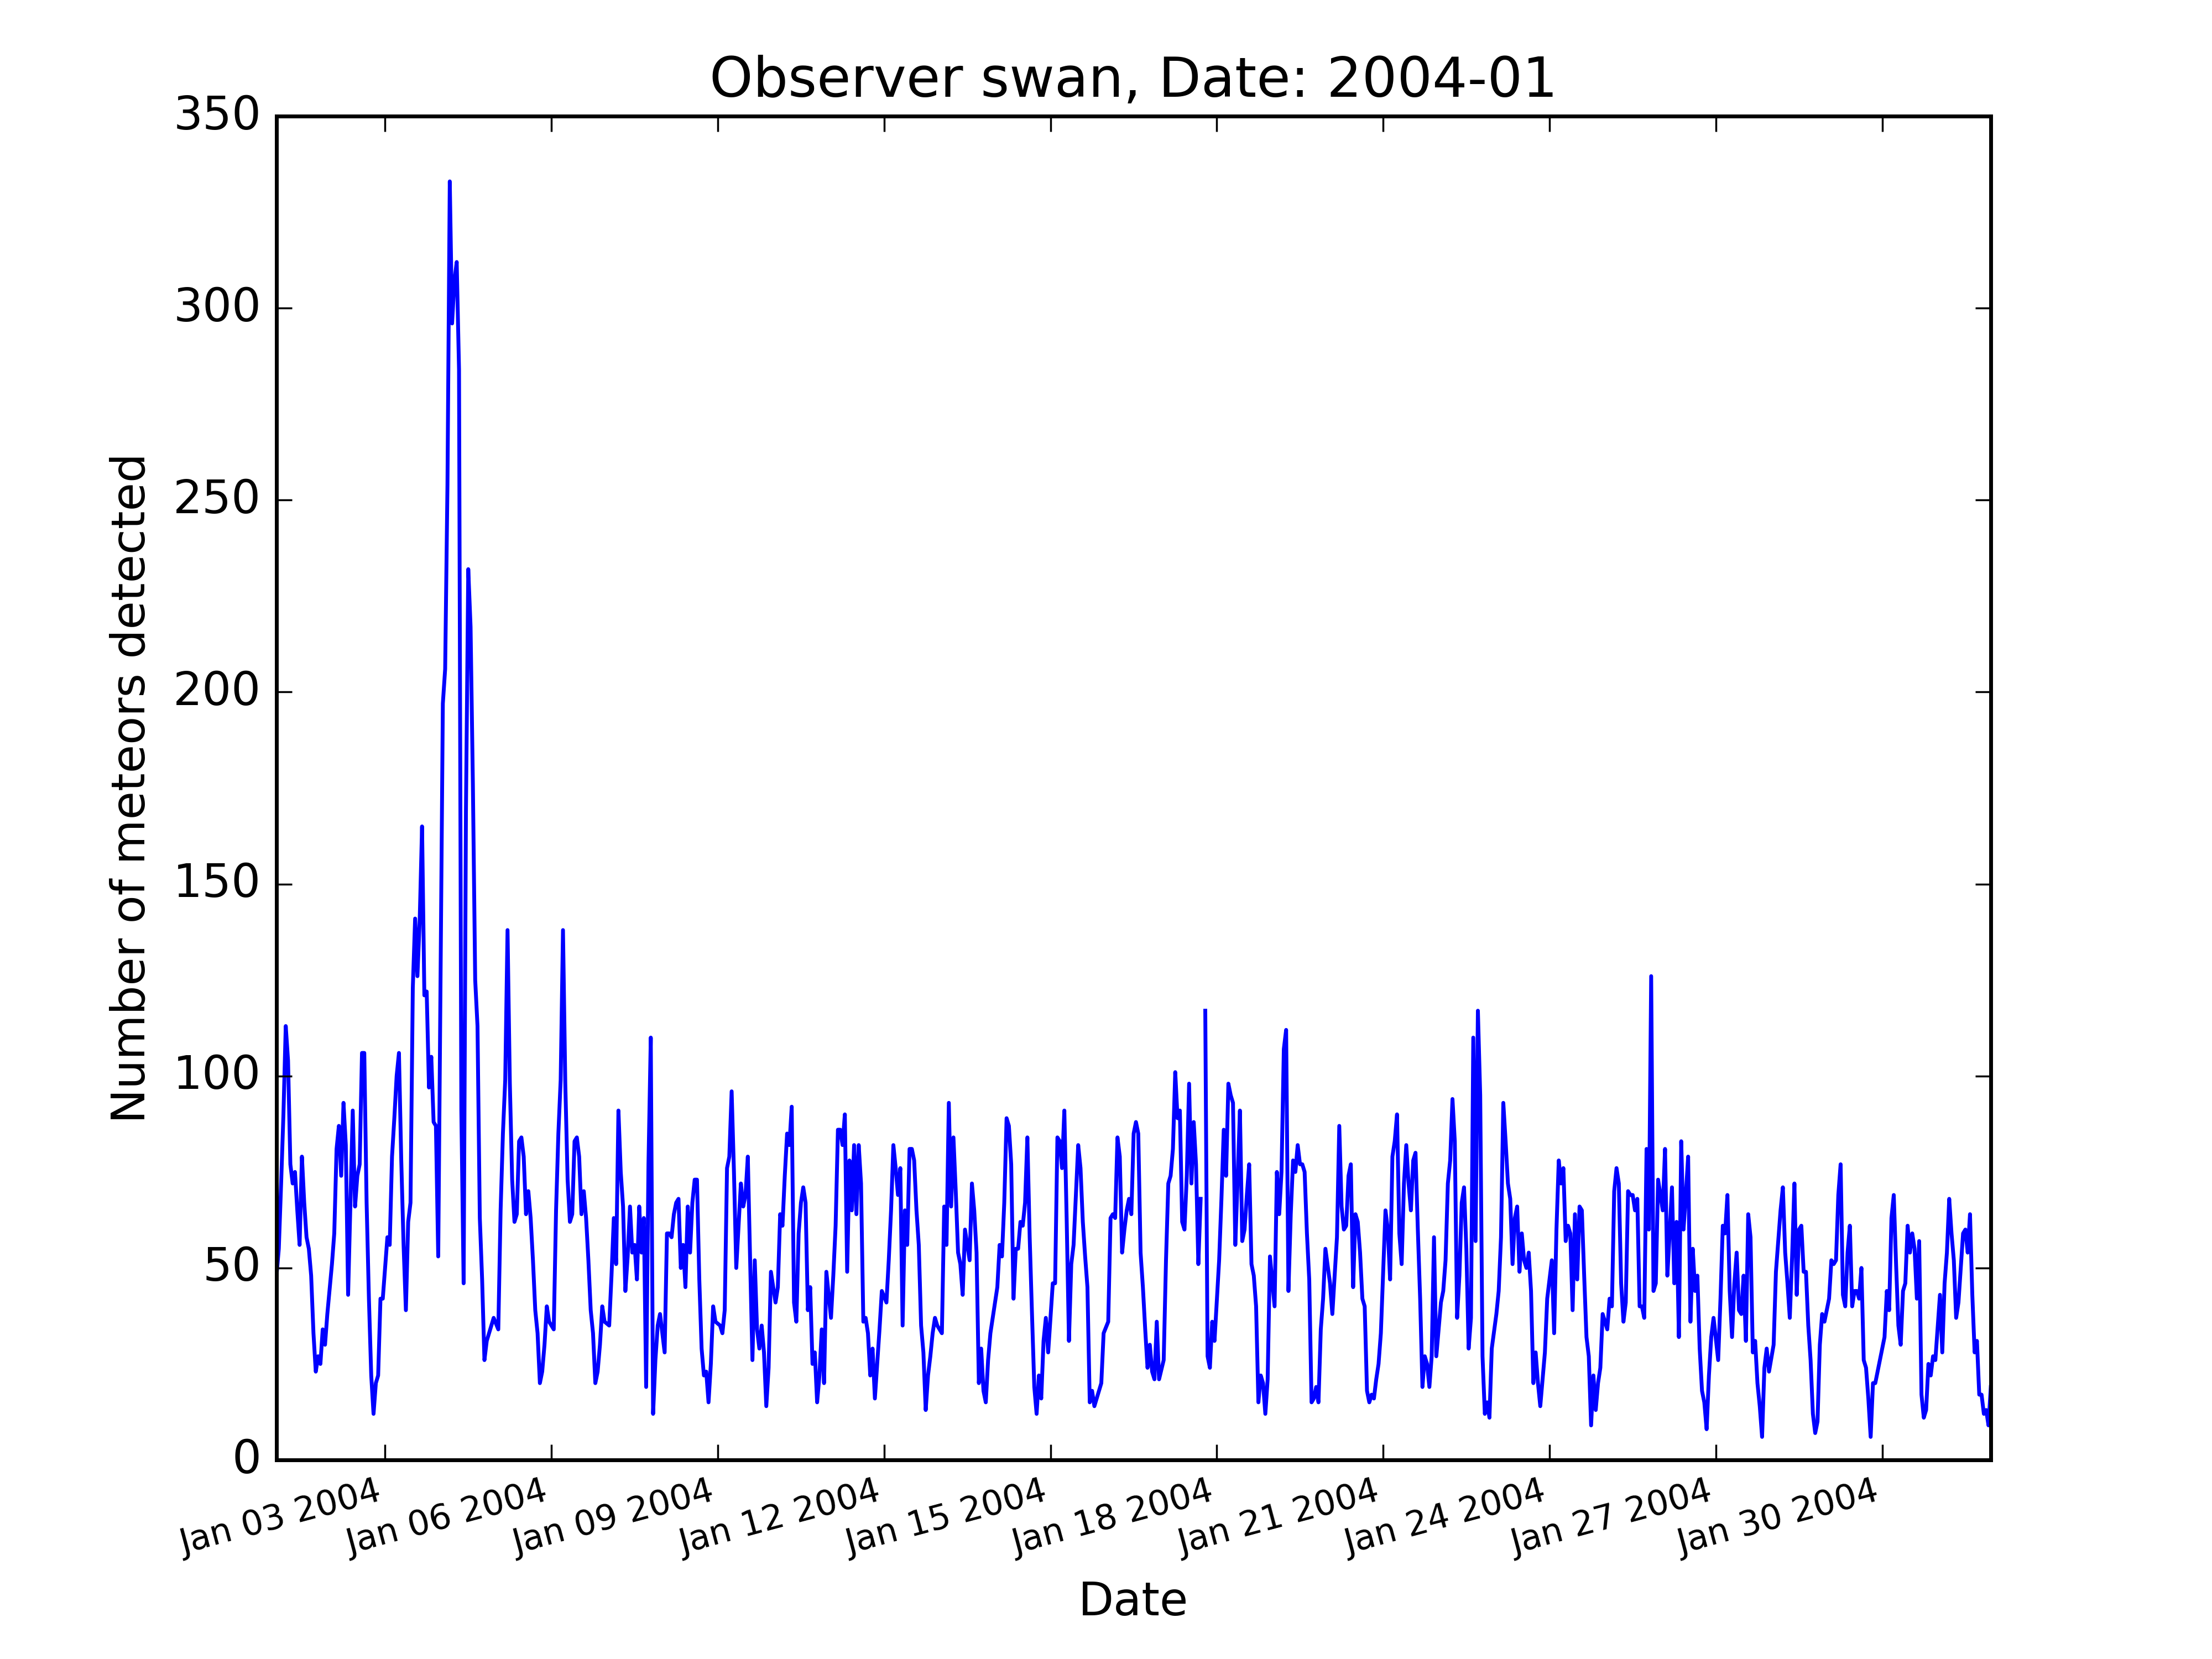 Observer swan, Date: 2004-01
350
300
250
200
150
100
50
0
Number of meteors detected
Jan 03 2004
Jan 06 2004
Jan 09 2004
Jan 12 2004
Jan 15 2004
Jan 18 2004
Jan 21 2004
Jan 24 2004
Jan 27 2004
Jan 30 2004
Date